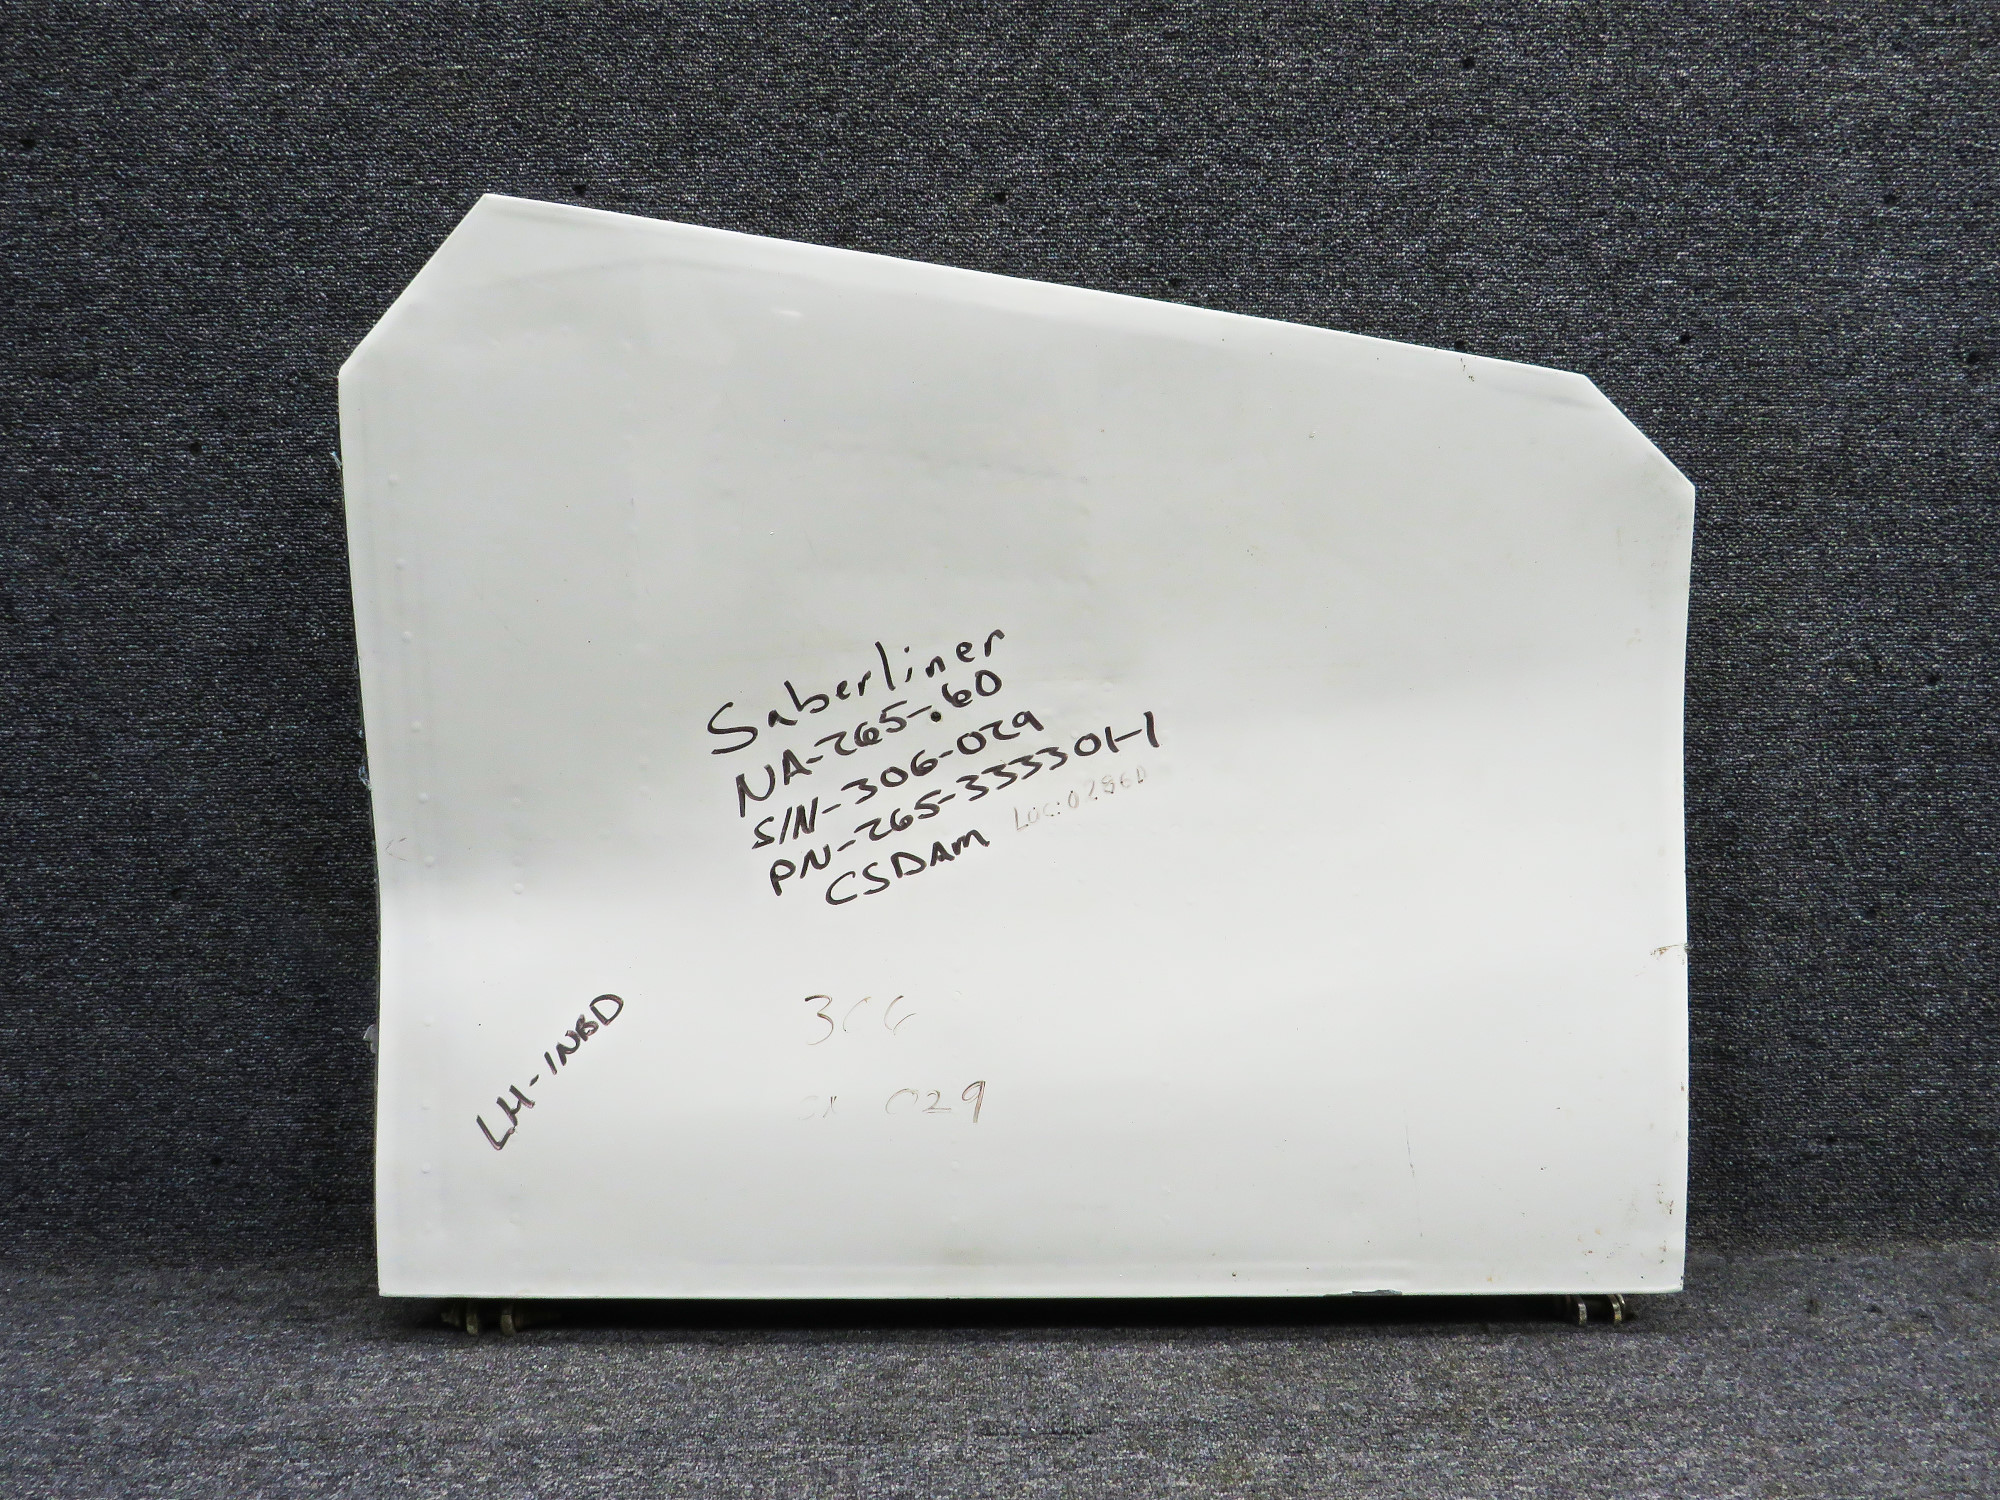 Saberliner
NA-265-.60
S/N-306-029
PN-265-333301-1
CSDAM LOC:0286D
LH-INBD
306
029